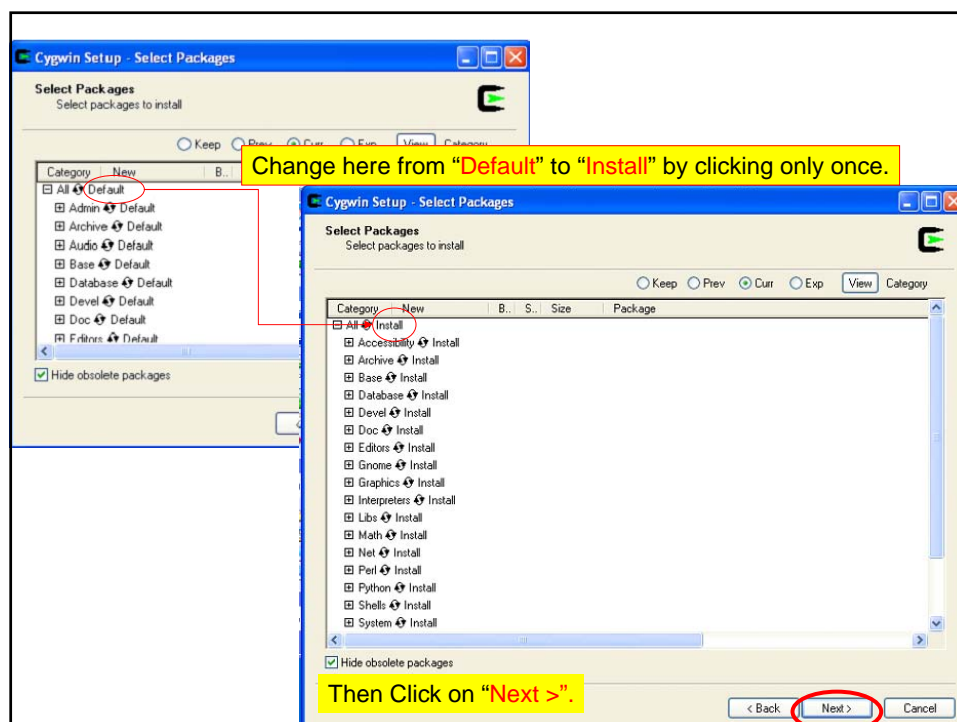 Cygwin Setup - Select Packages
Select Packages
Select packages to install
Keep Prev Curr Exp View Category
Change here from “Default” to “Install” by clicking only once.
Category New B..
All Default
Admin Default
Archive Default
Audio Default
Base Default
Database Default
Devel Default
Doc Default
Editors Default
Hide obsolete packages
Cygwin Setup - Select Packages
Select Packages
Select packages to install
Keep Prev Curr Exp View Category
Category New B.. S.. Size Package
All Install
Accessibility Install
Archive Install
Base Install
Database Install
Devel Install
Doc Install
Editors Install
Gnome Install
Graphics Install
Interpreters Install
Libs Install
Math Install
Net Install
Perl Install
Python Install
Shells Install
System Install
Hide obsolete packages
Then Click on “Next >”.
< Back Next > Cancel